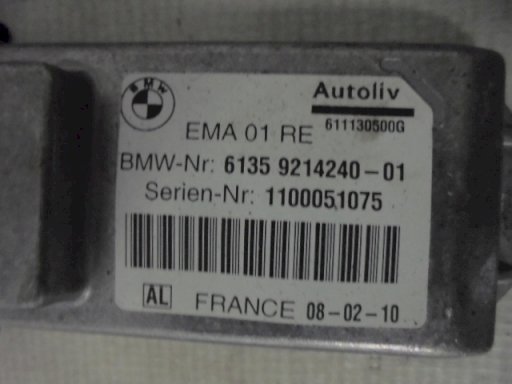 BMW
Autoliv
611130500G
EMA 01 RE
BMW-Nr: 6135 9214240-01
Serien-Nr: 1100051075
AL FRANCE 08-02-10